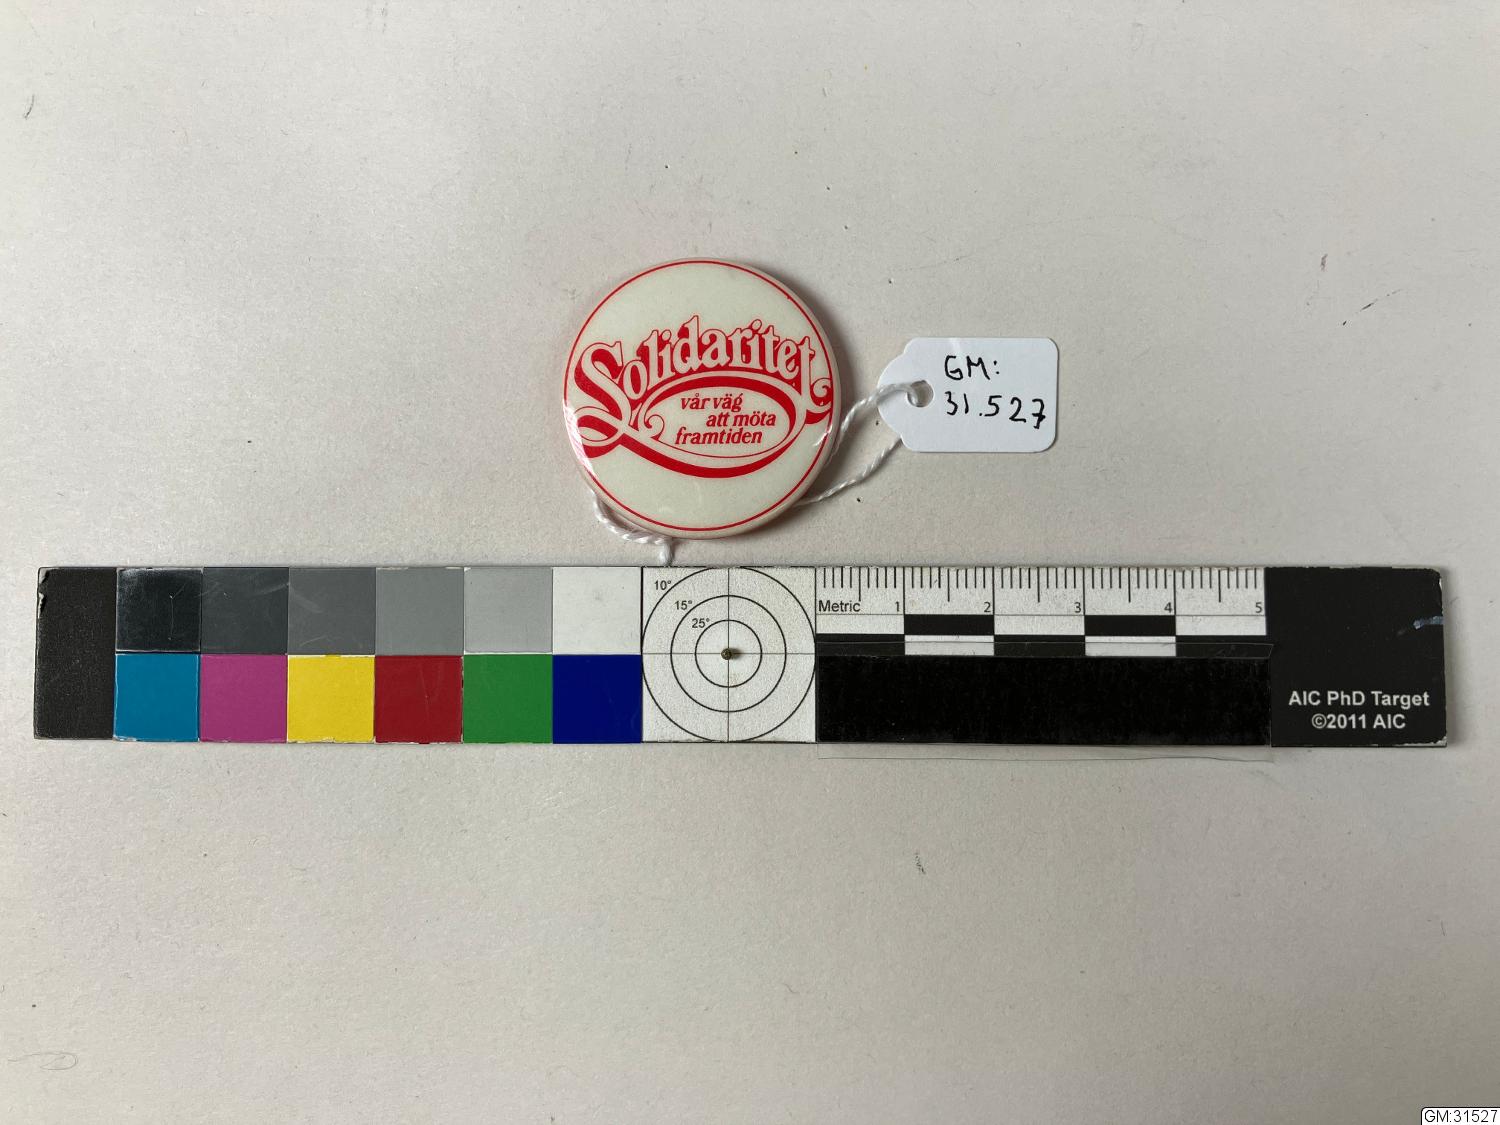 Solidaritet
vår väg
att möta
framtiden
GM:
31.527
10°
15°
25°
Metric 1 2 3 4 5
AIC PhD Target
©2011 AIC
GM:31527